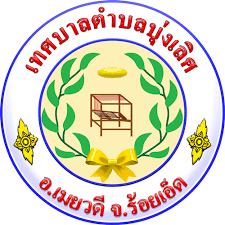 เทศบาลตำบลมุ่งเลิศ
อ.เมยวดี จ.ร้อยเอ็ด